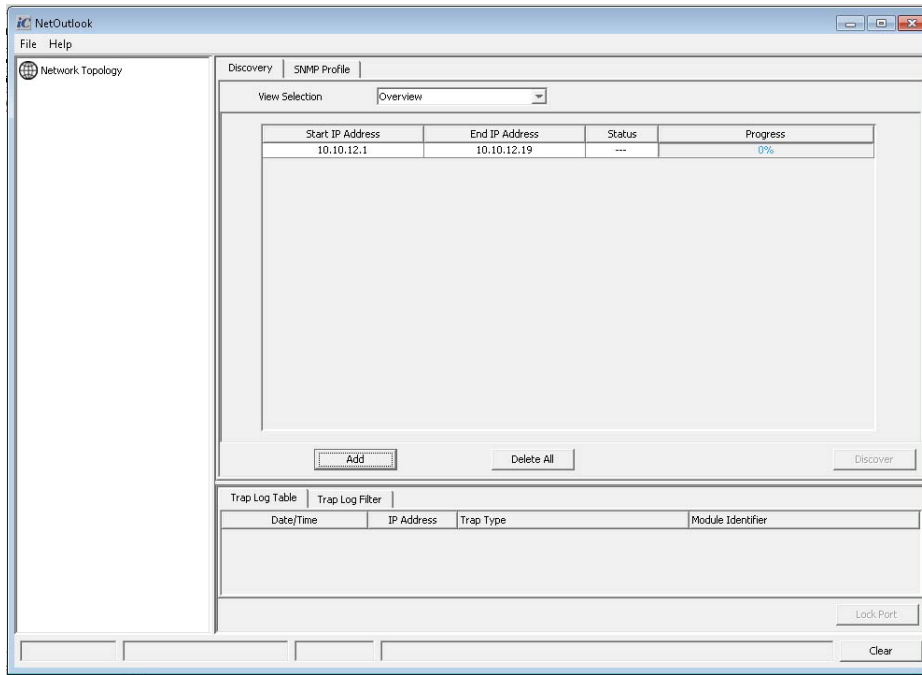 iC NetOutlook
File Help
Network Topology
Discovery SNMP Profile
View Selection Overview
Start IP Address End IP Address Status Progress
10.10.12.1 10.10.12.19 --- 0%
Add Delete All Discover
Trap Log Table Trap Log Filter
Date/Time IP Address Trap Type Module Identifier
Lock Port
Clear